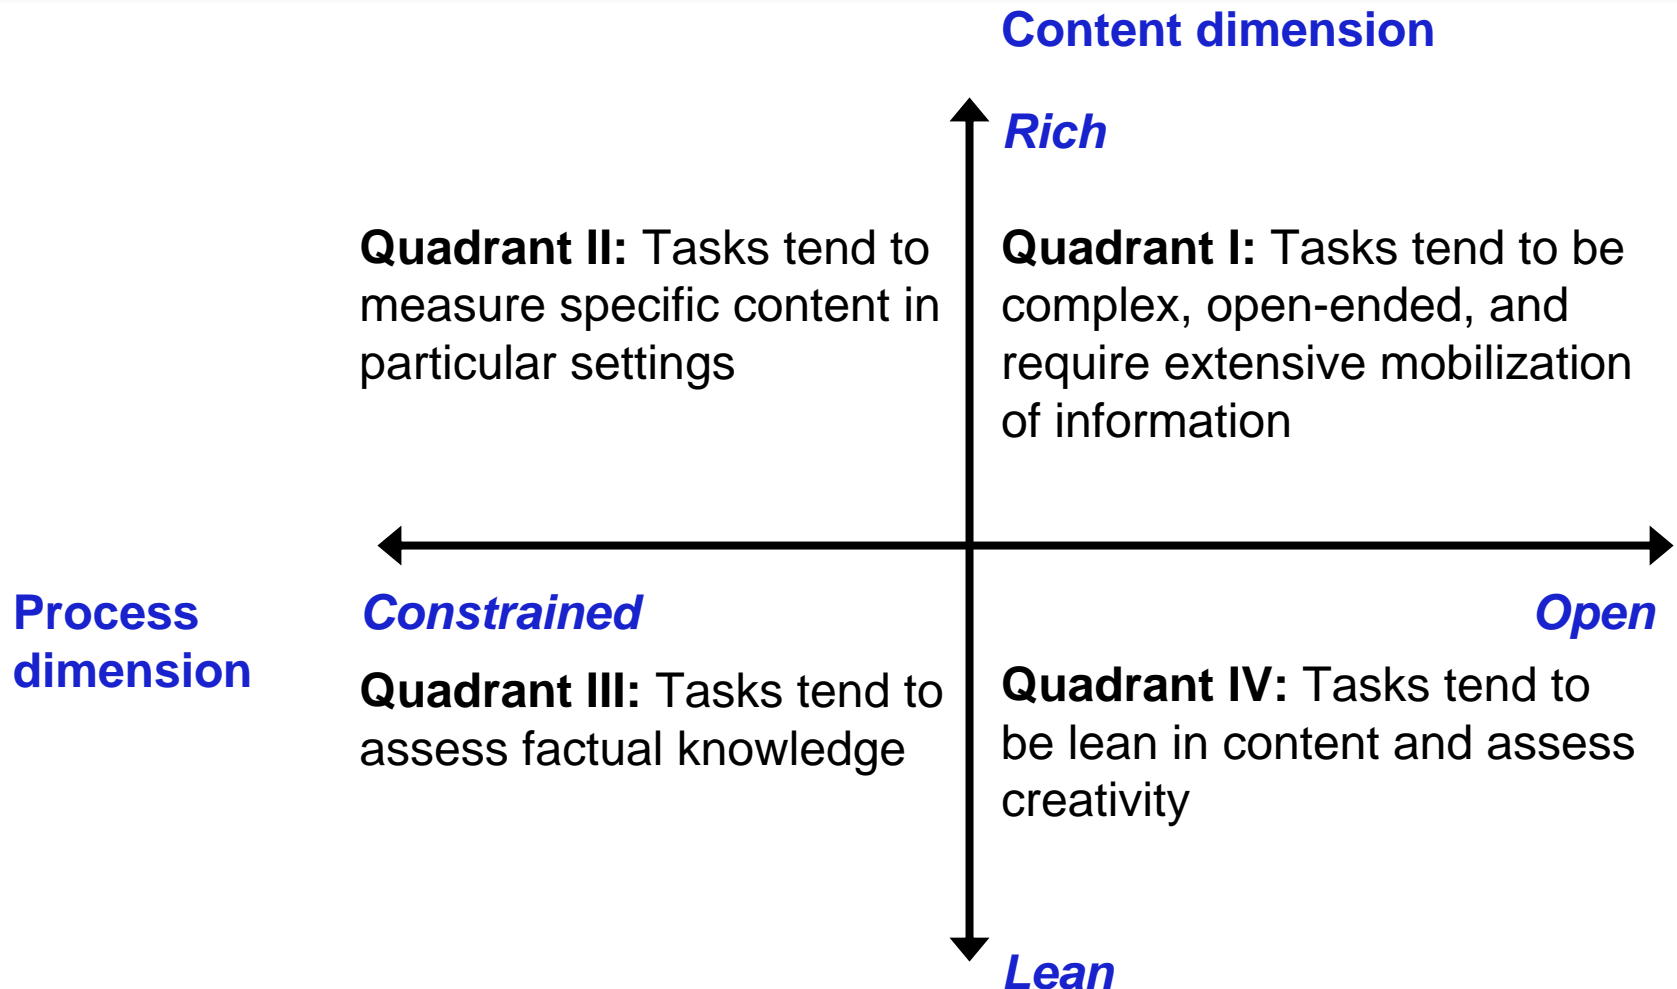 Content dimension
Rich
Quadrant II: Tasks tend to
measure specific content in
particular settings
Quadrant I: Tasks tend to be
complex, open-ended, and
require extensive mobilization
of information
Process
dimension
Constrained
Open
Quadrant III: Tasks tend to
assess factual knowledge
Quadrant IV: Tasks tend to
be lean in content and assess
creativity
Lean